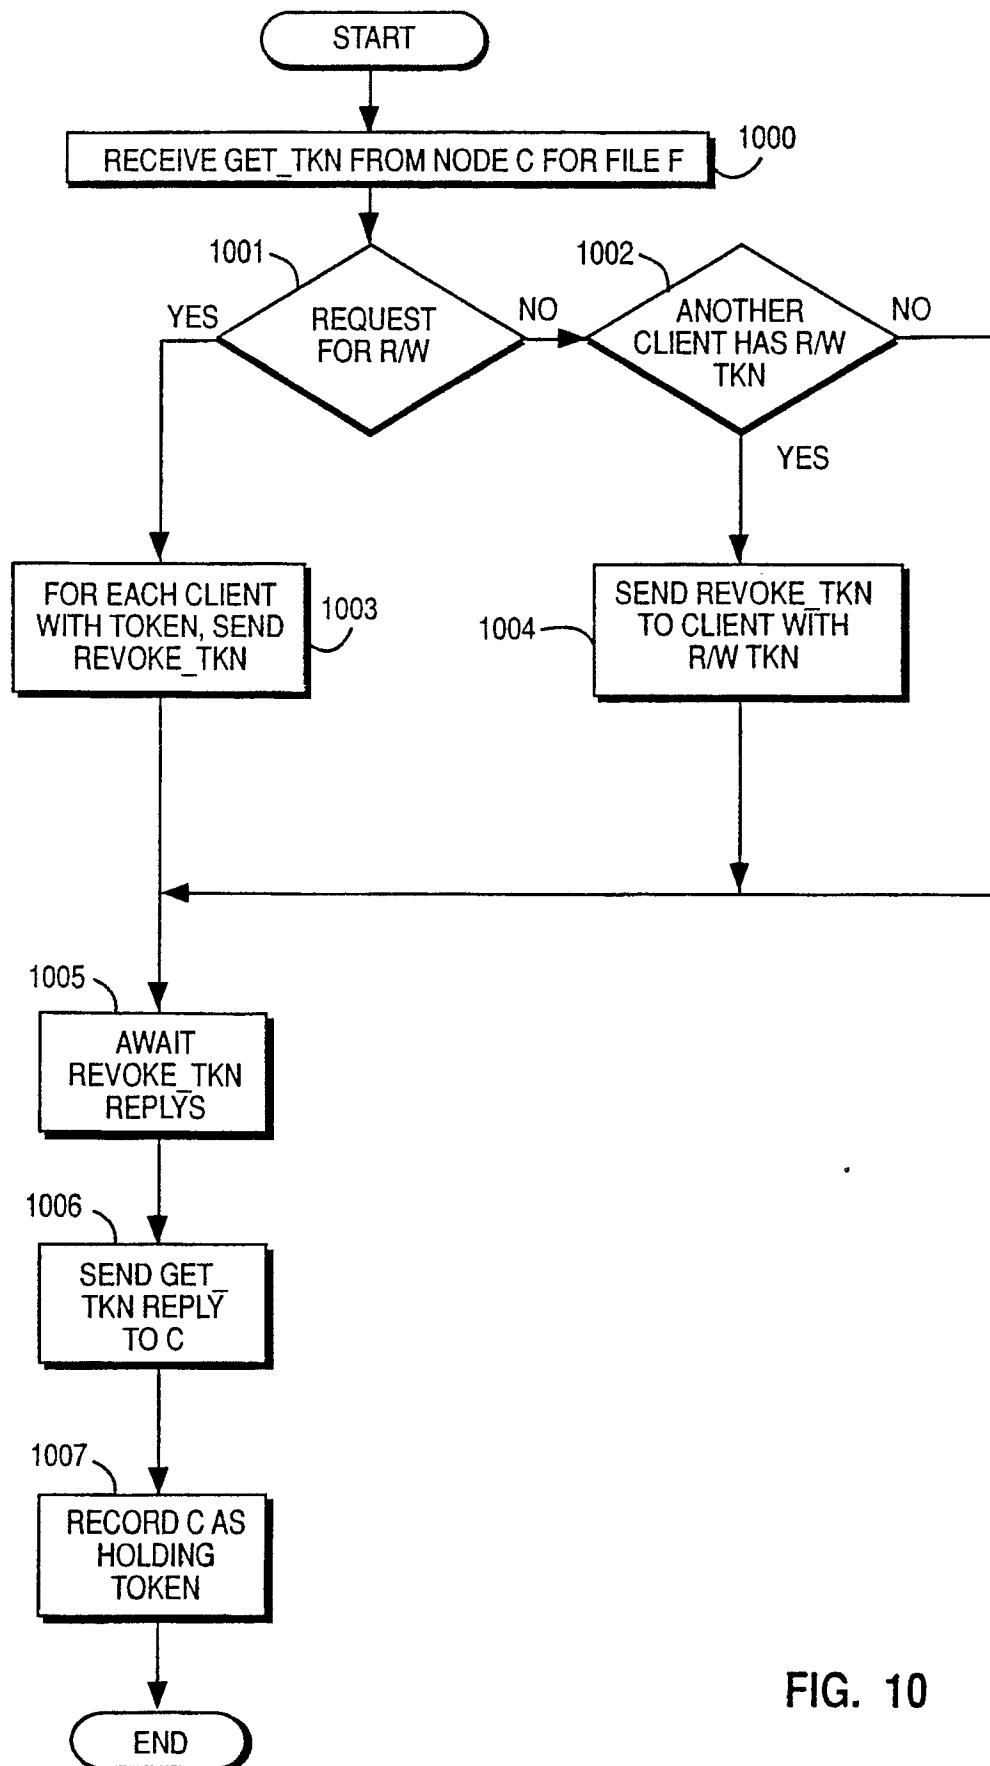 START
RECEIVE GET_TKN FROM NODE C FOR FILE F
1000
1001
1002
YES
REQUEST
FOR R/W
NO
ANOTHER
CLIENT HAS R/W
TKN
NO
YES
FOR EACH CLIENT
WITH TOKEN, SEND
REVOKE_TKN
1003
1004
SEND REVOKE_TKN
TO CLIENT WITH
R/W TKN
1005
AWAIT
REVOKE_TKN
REPLYS
1006
SEND GET_
TKN REPLY
TO C
1007
RECORD C AS
HOLDING
TOKEN
END
FIG. 10